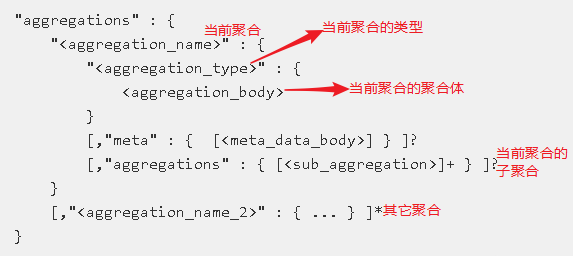 "aggregations" : {
当前聚合
当前聚合的类型
"<aggregation_name>" : {
"<aggregation_type>" : {
<aggregation_body>
当前聚合的聚合体
}
[,"meta" : {  [<meta_data_body>] } ]?
[,"aggregations" : { [<sub_aggregation>]+ } ]?
当前聚合的
子聚合
}
[,"<aggregation_name_2>" : { ... } ]*
其它聚合
}